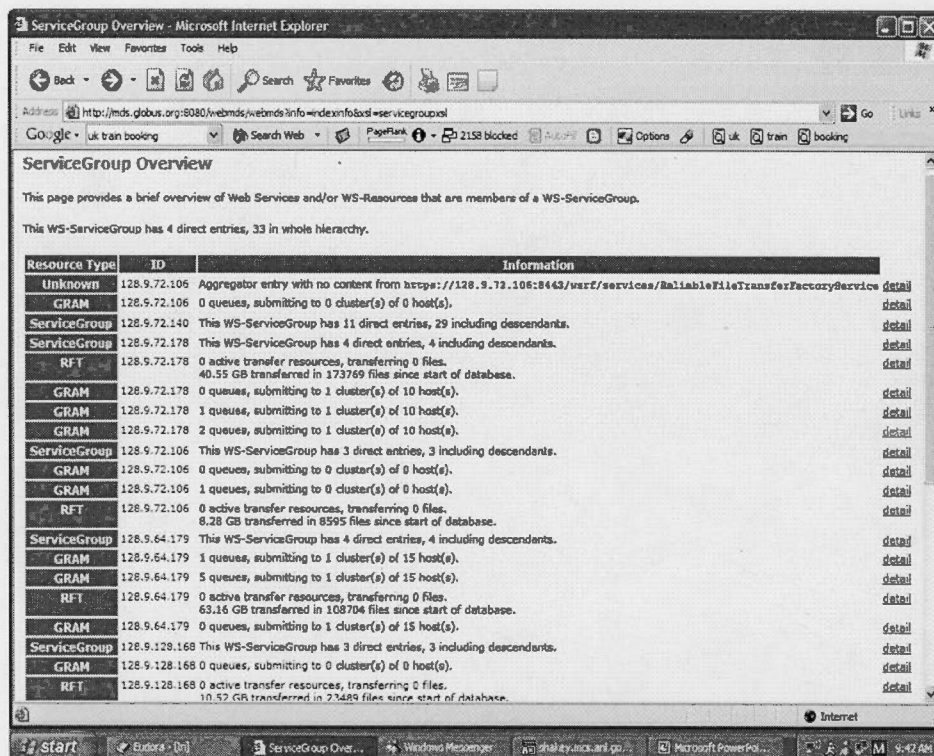 ServiceGroup Overview - Microsoft Internet Explorer
File Edit View Favorites Tools Help
Back Search Favorites
Address http://mds.globus.org:8080/webmds/webmds?info=indexinfo&xsl=servicegroupxsl Go Links
Google uk train booking Search Web PageRank 2158 blocked AutoFill Options uk train booking
ServiceGroup Overview
This page provides a brief overview of Web Services and/or WS-Resources that are members of a WS-ServiceGroup.
This WS-ServiceGroup has 4 direct entries, 33 in whole hierarchy.
Resource Type ID Information
Unknown 128.9.72.106 Aggregator entry with no content from https://128.9.72.106:8443/wsrf/services/ReliableFileTransferFactoryService detail
GRAM 128.9.72.106 0 queues, submitting to 0 cluster(s) of 0 host(s). detail
ServiceGroup 128.9.72.140 This WS-ServiceGroup has 11 direct entries, 29 including descendants. detail
ServiceGroup 128.9.72.178 This WS-ServiceGroup has 4 direct entries, 4 including descendants. detail
RFT 128.9.72.178 0 active transfer resources, transferring 0 files. detail
40.55 GB transferred in 173769 files since start of database.
GRAM 128.9.72.178 0 queues, submitting to 1 cluster(s) of 10 host(s). detail
GRAM 128.9.72.178 1 queues, submitting to 1 cluster(s) of 10 host(s). detail
GRAM 128.9.72.178 2 queues, submitting to 1 cluster(s) of 10 host(s). detail
ServiceGroup 128.9.72.106 This WS-ServiceGroup has 3 direct entries, 3 including descendants. detail
GRAM 128.9.72.106 0 queues, submitting to 0 cluster(s) of 0 host(s). detail
GRAM 128.9.72.106 1 queues, submitting to 0 cluster(s) of 0 host(s). detail
RFT 128.9.72.106 0 active transfer resources, transferring 0 files. detail
8.28 GB transferred in 8595 files since start of database.
ServiceGroup 128.9.64.179 This WS-ServiceGroup has 4 direct entries, 4 including descendants. detail
GRAM 128.9.64.179 1 queues, submitting to 1 cluster(s) of 15 host(s). detail
GRAM 128.9.64.179 5 queues, submitting to 1 cluster(s) of 15 host(s). detail
RFT 128.9.64.179 0 active transfer resources, transferring 0 files. detail
63.16 GB transferred in 108704 files since start of database.
GRAM 128.9.64.179 0 queues, submitting to 1 cluster(s) of 15 host(s). detail
ServiceGroup 128.9.128.168 This WS-ServiceGroup has 3 direct entries, 3 including descendants. detail
GRAM 128.9.128.168 0 queues, submitting to 0 cluster(s) of 0 host(s). detail
RFT 128.9.128.168 0 active transfer resources, transferring 0 files. detail
10.52 GB transferred in 23489 files since start of database.
Internet
start Eudora - [In] ServiceGroup Over... Windows Messenger shakey.mcs.anl.go... Microsoft PowerPoi... 9:42 AM